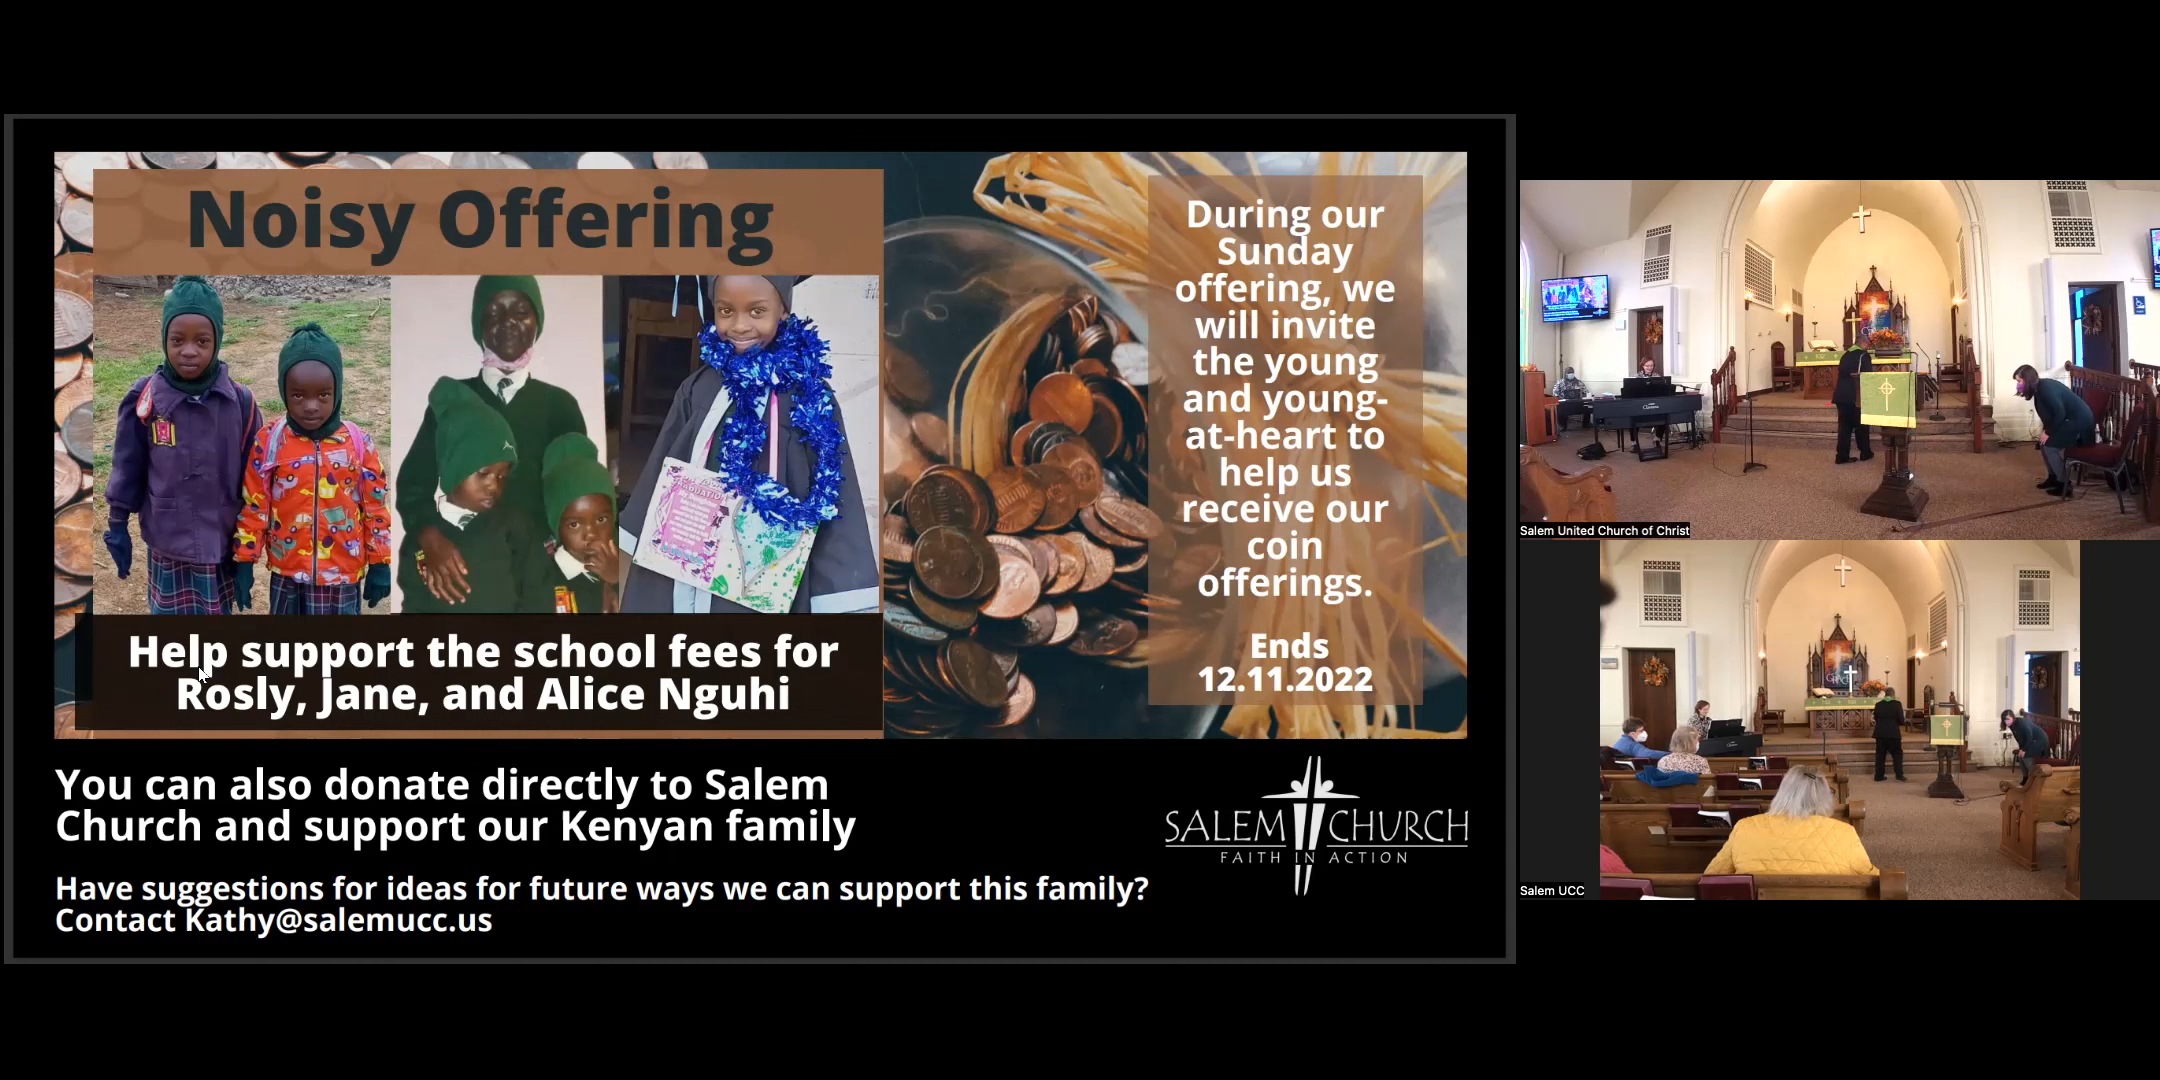 Noisy Offering
Help support the school fees for
Rosly, Jane, and Alice Nguhi
During our
Sunday
offering, we
will invite
the young
and young-
at-heart to
help us
receive our
coin
offerings.
Ends
12.11.2022
You can also donate directly to Salem
Church and support our Kenyan family
Have suggestions for ideas for future ways we can support this family?
Contact Kathy@salemucc.us
SALEM CHURCH
FAITH IN ACTION
Salem United Church of Christ
Salem UCC